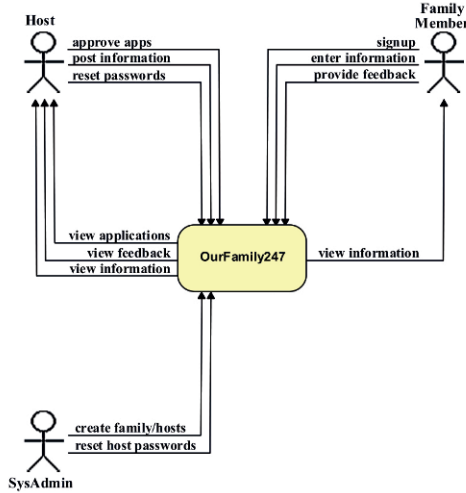 Host
Family
Member
approve apps
post information
reset passwords
signup
enter information
provide feedback
view applications
view feedback
view information
OurFamily247
view information
create family/hosts
reset host passwords
SysAdmin